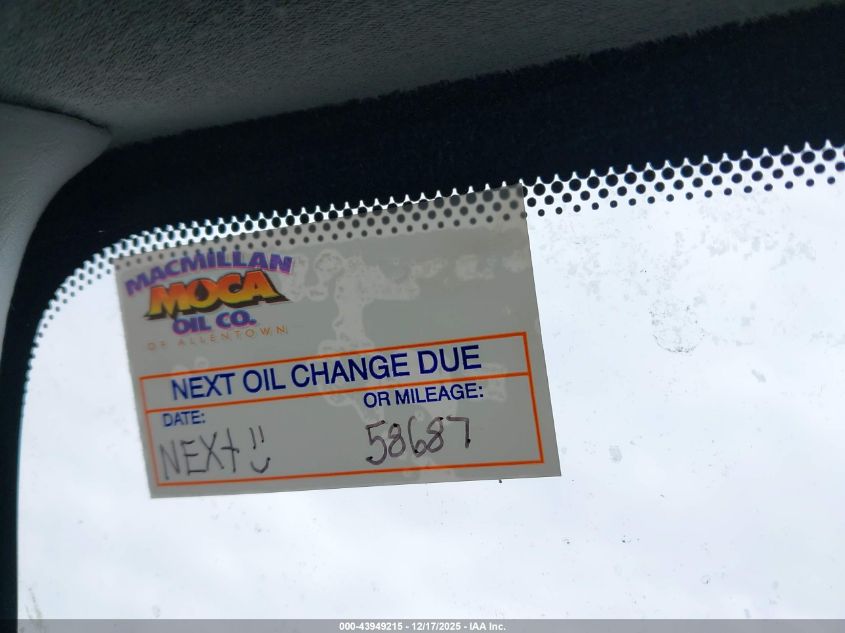 MACMILLAN
MOCA
OIL CO.
OF ALLENTOWN
NEXT OIL CHANGE DUE
DATE: OR MILEAGE:
NEXT 58687
000-43949215 - 12/17/2025 - IAA Inc.